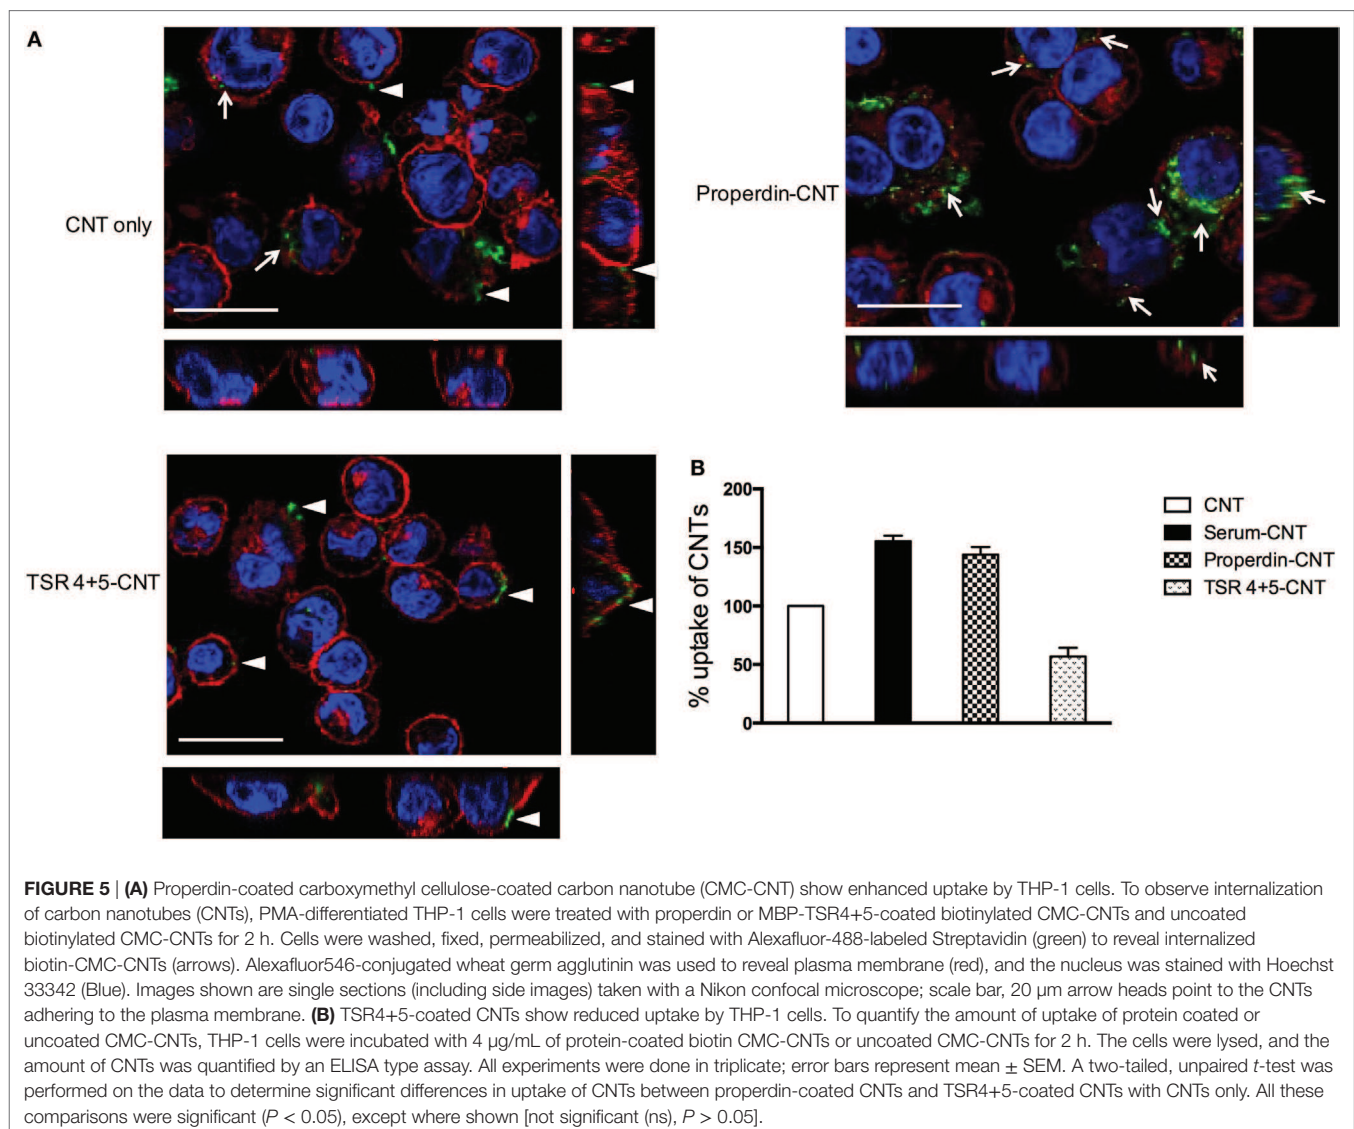 A
CNT only
Properdin-CNT
TSR 4+5-CNT
B
% uptake of CNTs
200
150
100
50
0
CNT
Serum-CNT
Properdin-CNT
TSR 4+5-CNT
FIGURE 5 | (A) Properdin-coated carboxymethyl cellulose-coated carbon nanotube (CMC-CNT) show enhanced uptake by THP-1 cells. To observe internalization
of carbon nanotubes (CNTs), PMA-differentiated THP-1 cells were treated with properdin or MBP-TSR4+5-coated biotinylated CMC-CNTs and uncoated
biotinylated CMC-CNTs for 2 h. Cells were washed, fixed, permeabilized, and stained with Alexafluor-488-labeled Streptavidin (green) to reveal internalized
biotin-CMC-CNTs (arrows). Alexafluor546-conjugated wheat germ agglutinin was used to reveal plasma membrane (red), and the nucleus was stained with Hoechst
33342 (Blue). Images shown are single sections (including side images) taken with a Nikon confocal microscope; scale bar, 20 µm arrow heads point to the CNTs
adhering to the plasma membrane. (B) TSR4+5-coated CNTs show reduced uptake by THP-1 cells. To quantify the amount of uptake of protein coated or
uncoated CMC-CNTs, THP-1 cells were incubated with 4 µg/mL of protein-coated biotin CMC-CNTs or uncoated CMC-CNTs for 2 h. The cells were lysed, and the
amount of CNTs was quantified by an ELISA type assay. All experiments were done in triplicate; error bars represent mean ± SEM. A two-tailed, unpaired t-test was
performed on the data to determine significant differences in uptake of CNTs between properdin-coated CNTs and TSR4+5-coated CNTs with CNTs only. All these
comparisons were significant (P < 0.05), except where shown [not significant (ns), P > 0.05].